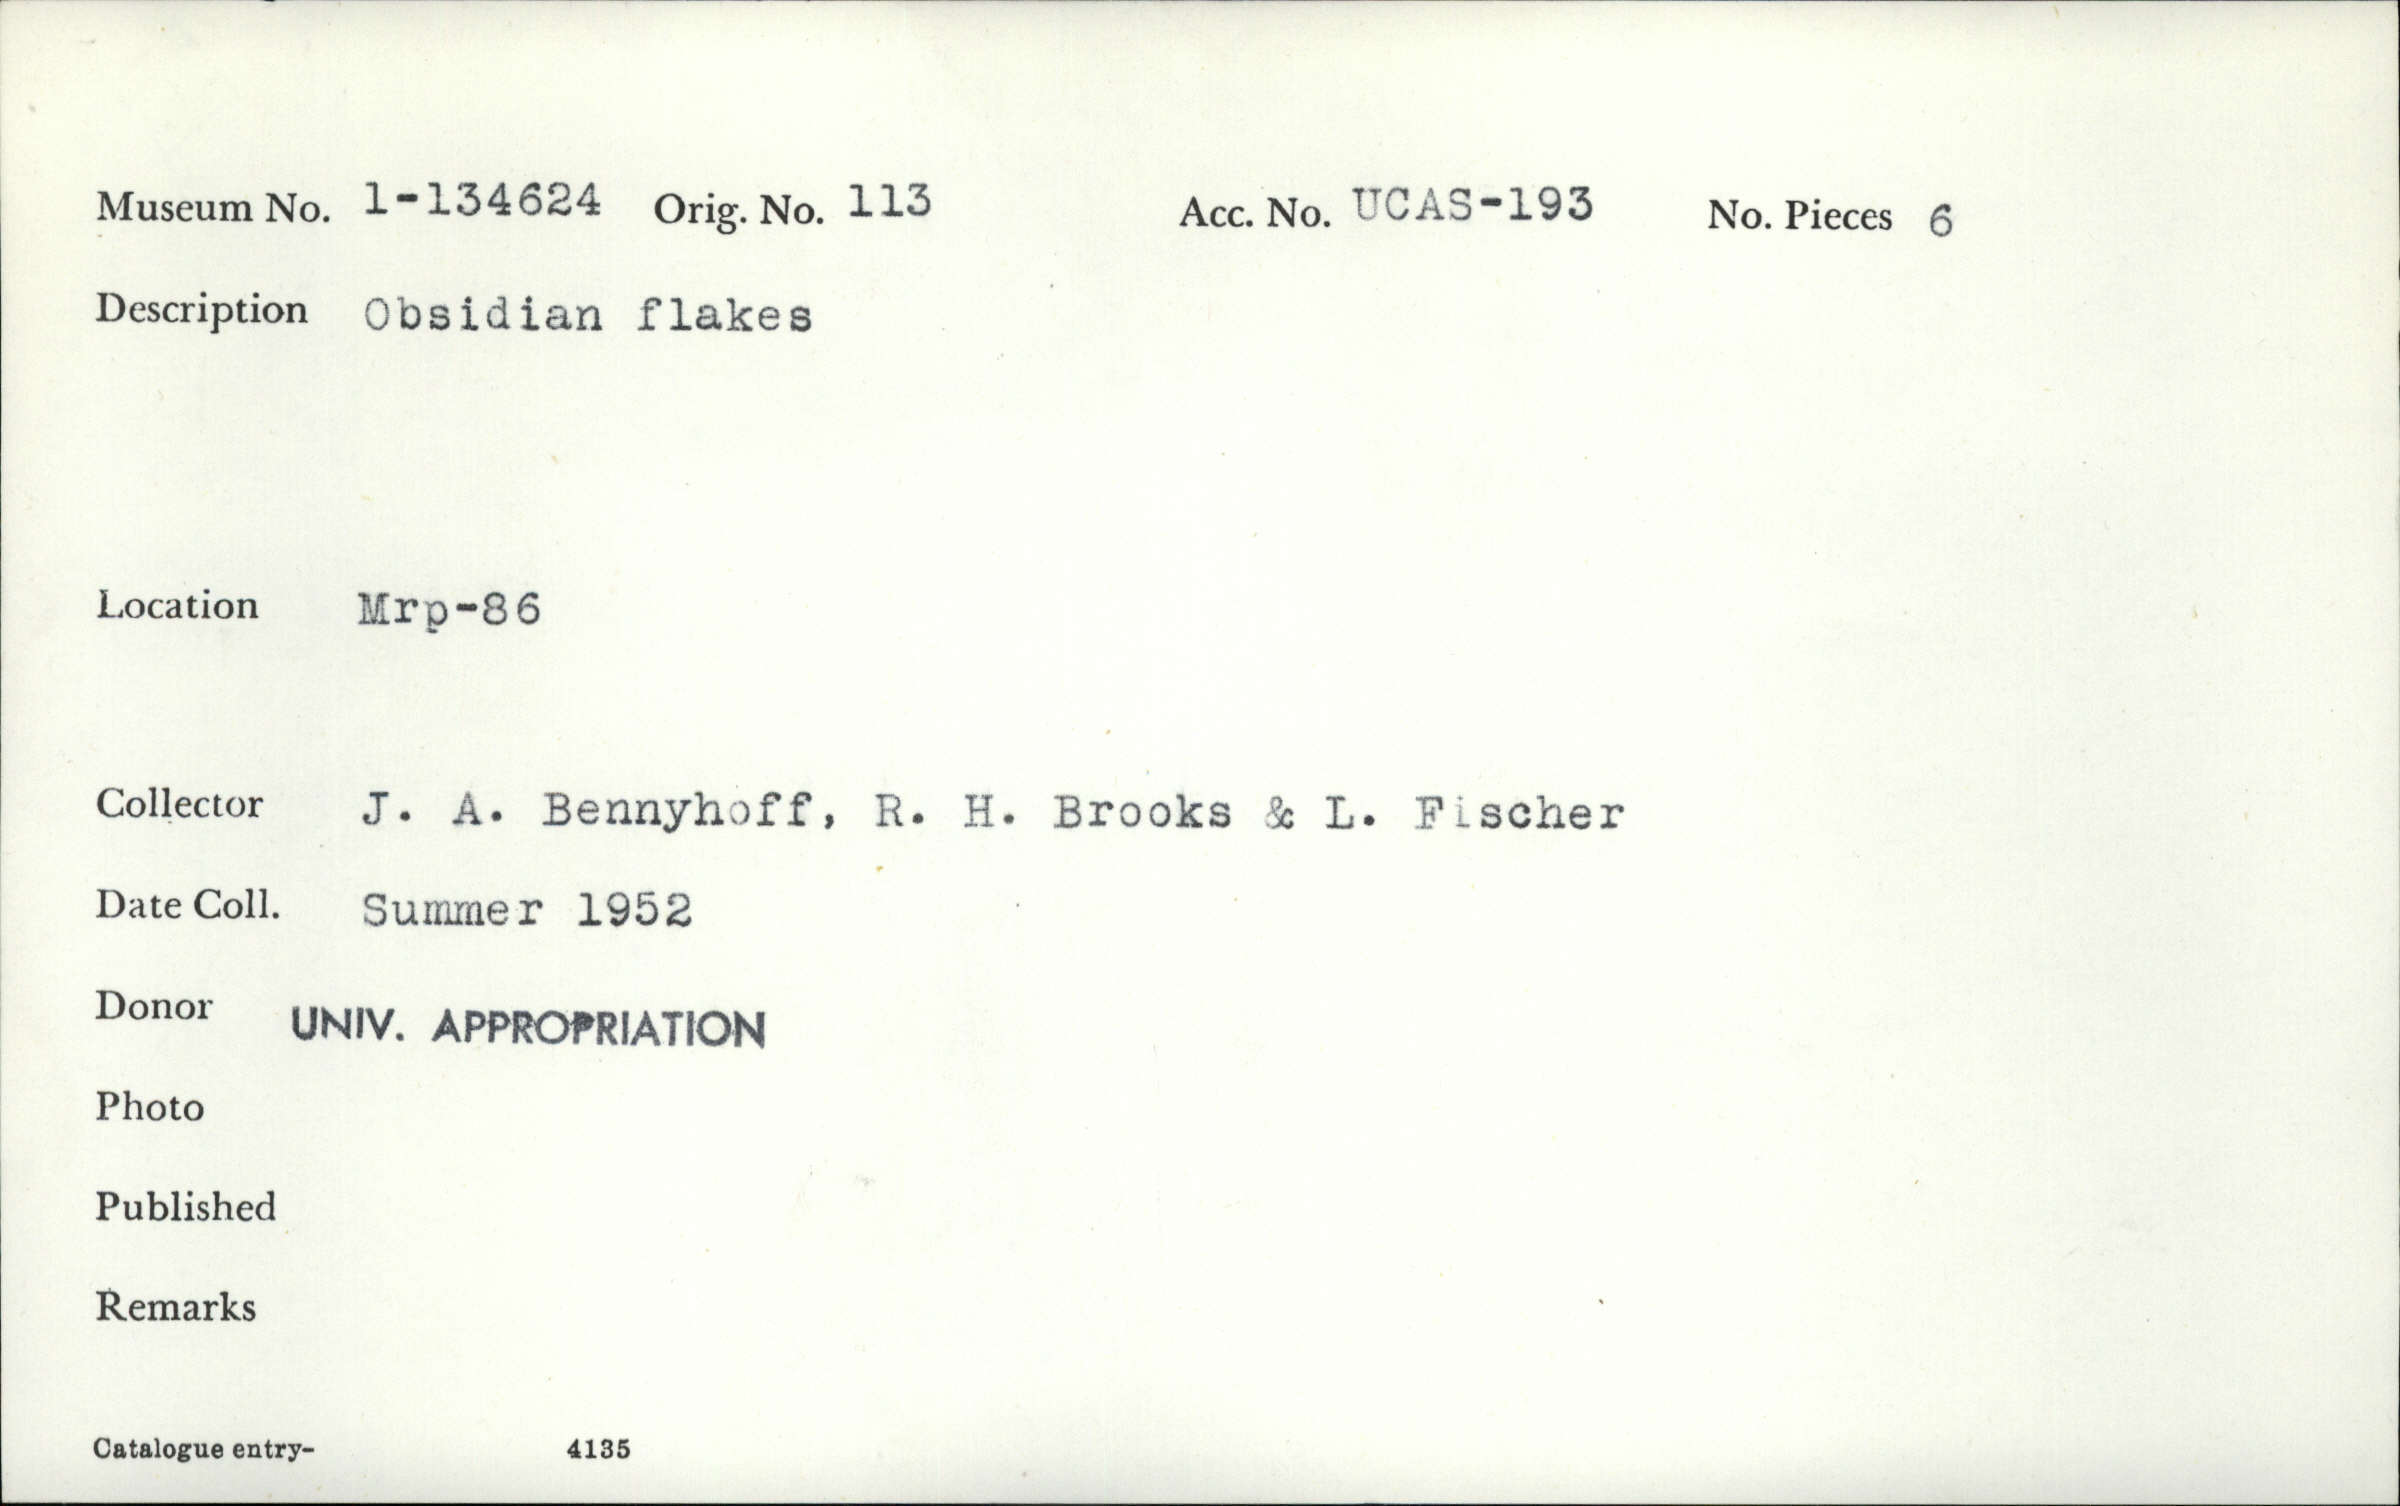 Museum No. 1-134624 Orig. No. 113 Acc. No. UCAS-193 No. Pieces 6
Description Obsidian flakes
Location Mrp-86
Collector J. A. Bennyhoff, R. H. Brooks & L. Fischer
Date Coll. Summer 1952
Donor UNIV. APPROPRIATION
Photo
Published
Remarks
Catalogue entry- 4135